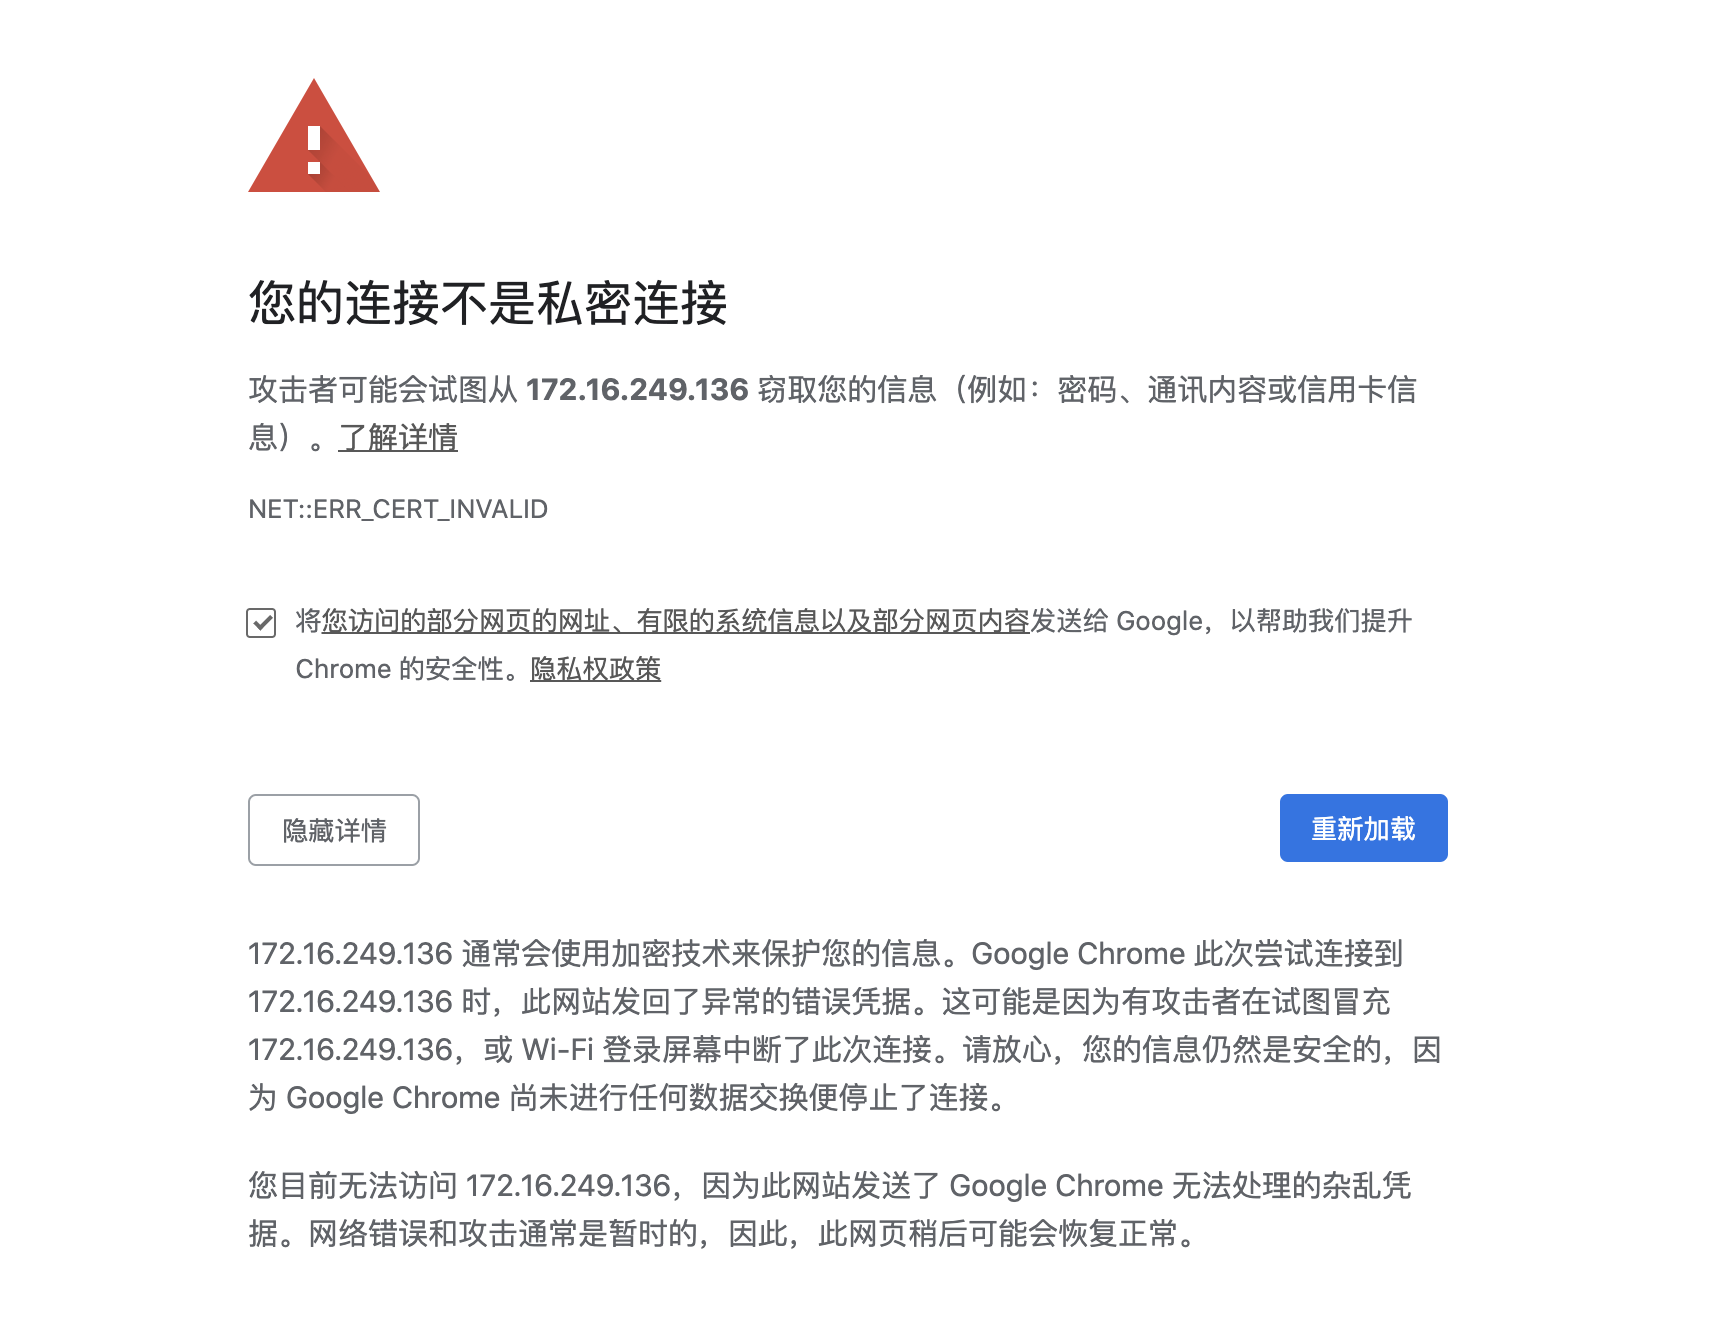 您的连接不是私密连接
攻击者可能会试图从 172.16.249.136 窃取您的信息（例如：密码、通讯内容或信用卡信
息）。了解详情
NET::ERR_CERT_INVALID
将您访问的部分网页的网址、有限的系统信息以及部分网页内容发送给 Google，以帮助我们提升
Chrome 的安全性。隐私权政策
隐藏详情
重新加载
172.16.249.136 通常会使用加密技术来保护您的信息。Google Chrome 此次尝试连接到
172.16.249.136 时，此网站发回了异常的错误凭据。这可能是因为有攻击者在试图冒充
172.16.249.136，或 Wi-Fi 登录屏幕中断了此次连接。请放心，您的信息仍然是安全的，因
为 Google Chrome 尚未进行任何数据交换便停止了连接。
您目前无法访问 172.16.249.136，因为此网站发送了 Google Chrome 无法处理的杂乱凭
据。网络错误和攻击通常是暂时的，因此，此网页稍后可能会恢复正常。